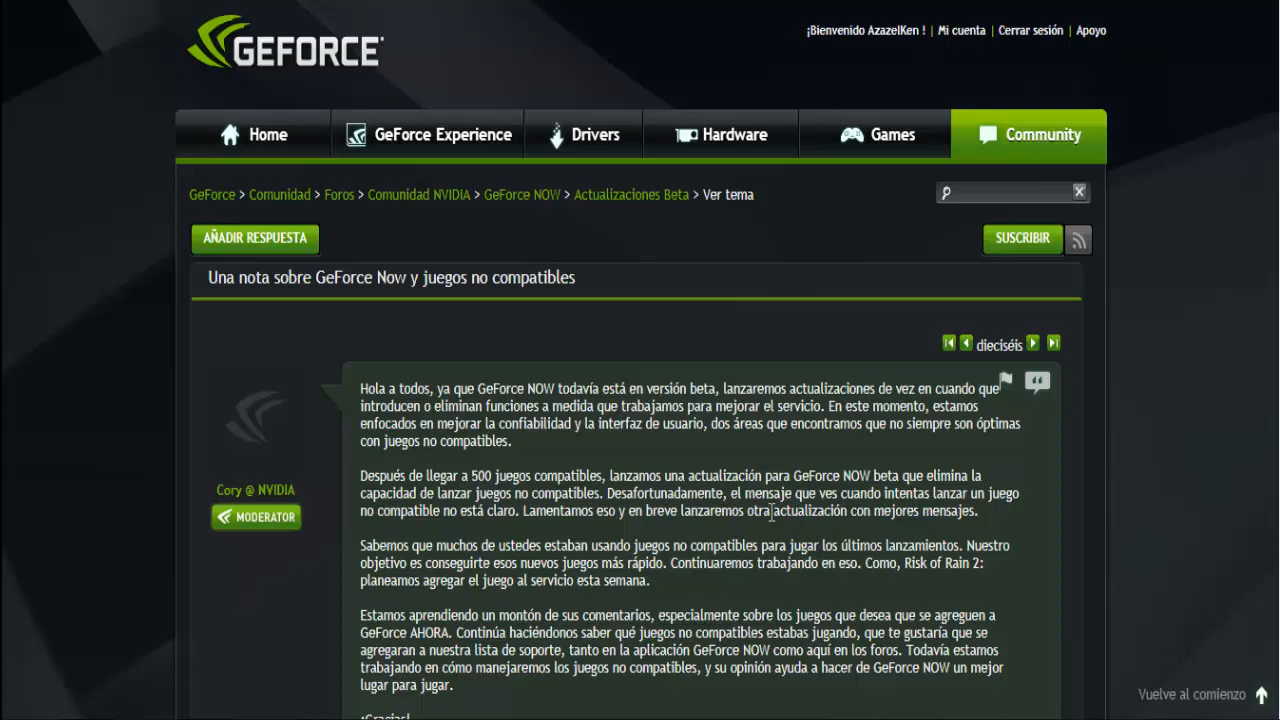 GEFORCE
¡Bienvenido AzazelKen ! | Mi cuenta | Cerrar sesión | Apoyo
Home
GeForce Experience
Drivers
Hardware
Games
Community
GeForce > Comunidad > Foros > Comunidad NVIDIA > GeForce NOW > Actualizaciones Beta > Ver tema
AÑADIR RESPUESTA
SUSCRIBIR
Una nota sobre GeForce Now y juegos no compatibles
dieciséis
Cory @ NVIDIA
MODERATOR
Hola a todos, ya que GeForce NOW todavía está en versión beta, lanzaremos actualizaciones de vez en cuando que
introducen o eliminan funciones a medida que trabajamos para mejorar el servicio. En este momento, estamos
enfocados en mejorar la confiabilidad y la interfaz de usuario, dos áreas que encontramos que no siempre son óptimas
con juegos no compatibles.
Después de llegar a 500 juegos compatibles, lanzamos una actualización para GeForce NOW beta que elimina la
capacidad de lanzar juegos no compatibles. Desafortunadamente, el mensaje que ves cuando intentas lanzar un juego
no compatible no está claro. Lamentamos eso y en breve lanzaremos otra actualización con mejores mensajes.
Sabemos que muchos de ustedes estaban usando juegos no compatibles para jugar los últimos lanzamientos. Nuestro
objetivo es conseguirte esos nuevos juegos más rápido. Continuaremos trabajando en eso. Como, Risk of Rain 2:
planeamos agregar el juego al servicio esta semana.
Estamos aprendiendo un montón de sus comentarios, especialmente sobre los juegos que desea que se agreguen a
GeForce AHORA. Continúa haciéndonos saber qué juegos no compatibles estabas jugando, que te gustaría que se
agregaran a nuestra lista de soporte, tanto en la aplicación GeForce NOW como aquí en los foros. Todavía estamos
trabajando en cómo manejaremos los juegos no compatibles, y su opinión ayuda a hacer de GeForce NOW un mejor
lugar para jugar.
¡Gracias!
Vuelve al comienzo